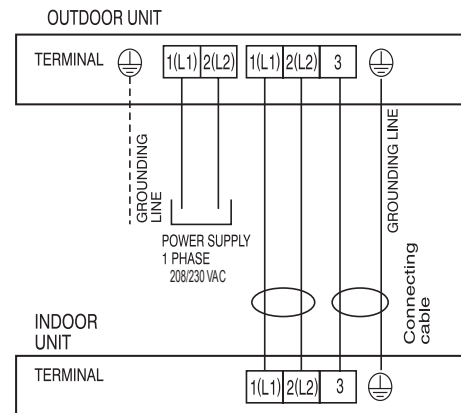 OUTDOOR UNIT
TERMINAL
1(L1) 2(L2) 1(L1) 2(L2) 3
GROUNDING
LINE
POWER SUPPLY
1 PHASE
208/230 VAC
GROUNDING LINE
Connecting
cable
INDOOR
UNIT
TERMINAL
1(L1) 2(L2) 3